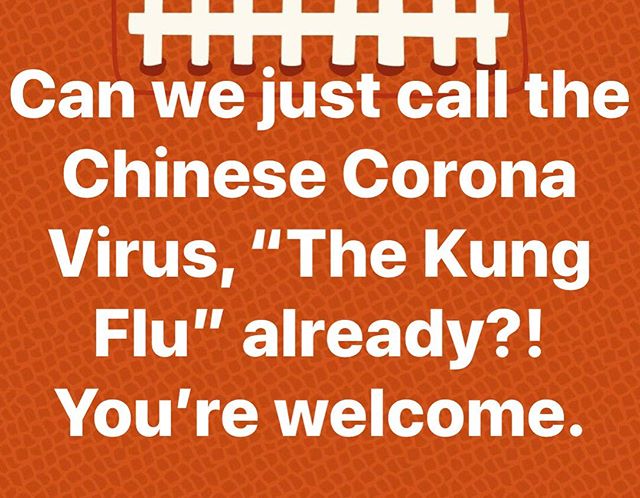 Can we just call the
Chinese Corona
Virus, “The Kung
Flu” already?!
You’re welcome.